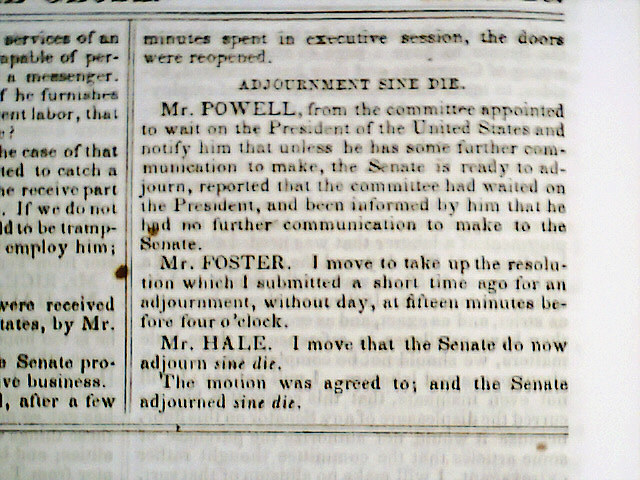 services of an
apable of per-
a messenger.
f he furnishes
ent labor, that
?
he case of that
ted to catch a
he receive part
. If we do not
ld to be tramp-
employ him;
were received
tates, by Mr.
Senate pro-
ve business.
, after a few
minutes spent in executive session, the doors
were reopened.
ADJOURNMENT SINE DIE.
Mr. POWELL, from the committee appointed
to wait on the President of the United States and
notify him that unless he has some further com-
munication to make, the Senate is ready to ad-
journ, reported that the committee had waited on
the President, and been informed by him that he
had no further communication to make to the
Senate.
Mr. FOSTER. I move to take up the resolu-
tion which I submitted a short time ago for an
adjournment, without day, at fifteen minutes be-
fore four o'clock.
Mr. HALE. I move that the Senate do now
adjourn sine die.
The motion was agreed to; and the Senate
adjourned sine die.